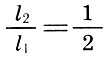 l₂/l₁ = 1/2